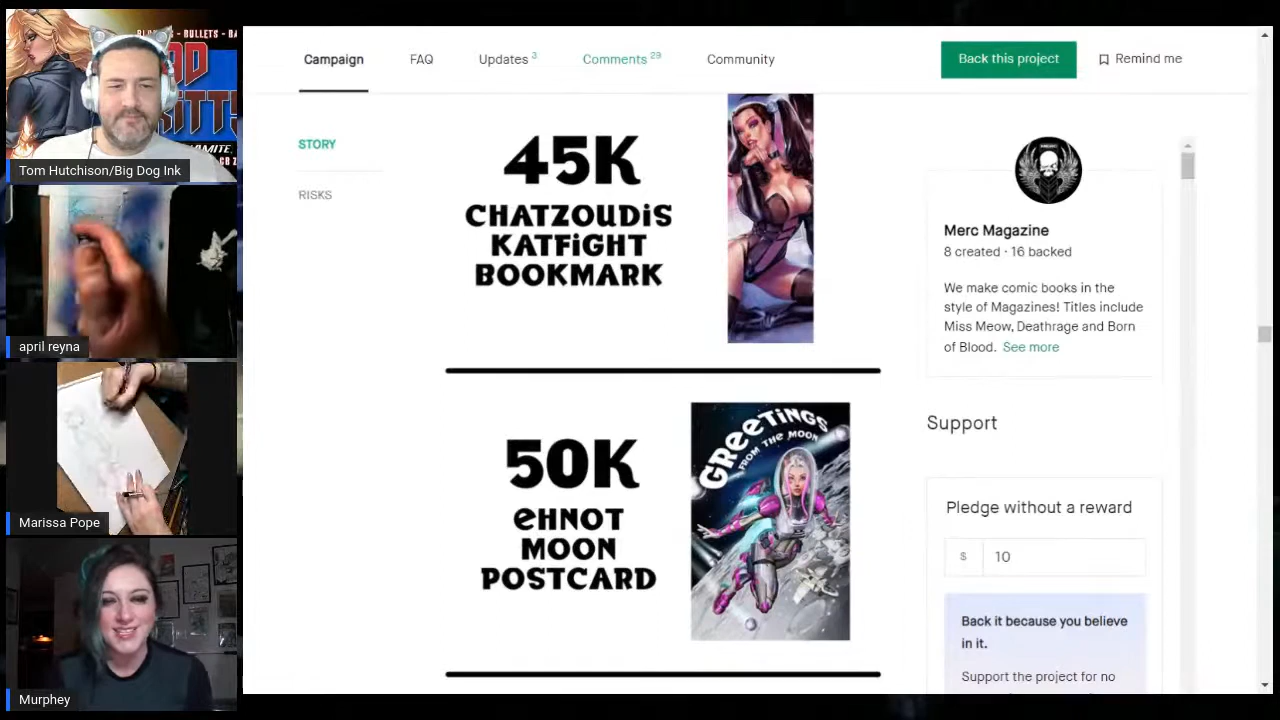 BULLETS - BA
Tom Hutchison/Big Dog Ink
april reyna
Marissa Pope
Murphey
Campaign
FAQ
Updates 3
Comments 29
Community
Back this project
Remind me
STORY
RISKS
45K
CHATZOUDIS
KATFIGHT
BOOKMARK
50K
EHNOT
MOON
POSTCARD
GREETINGS
FROM THE MOON
Merc Magazine
8 created · 16 backed
We make comic books in the
style of Magazines! Titles include
Miss Meow, Deathrage and Born
of Blood. See more
Support
Pledge without a reward
$ 10
Back it because you believe
in it.
Support the project for no